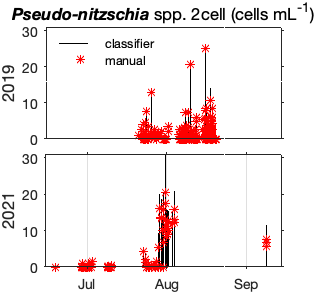 Pseudo-nitzschia spp. 2cell (cells mL⁻¹)
30
classifier
manual
20
2019
10
0
30
20
2021
10
0
Jul Aug Sep